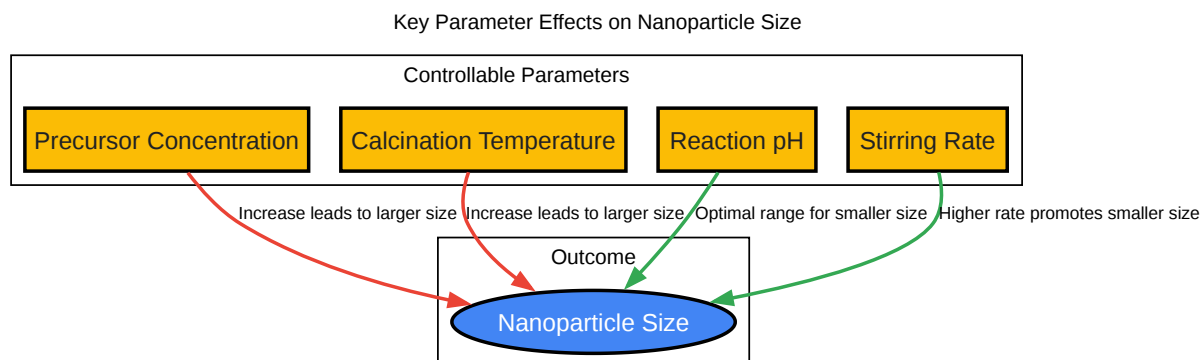 Key Parameter Effects on Nanoparticle Size
Controllable Parameters
Precursor Concentration
Calcination Temperature
Reaction pH
Stirring Rate
Increase leads to larger size
Increase leads to larger size
Optimal range for smaller size
Higher rate promotes smaller size
Outcome
Nanoparticle Size